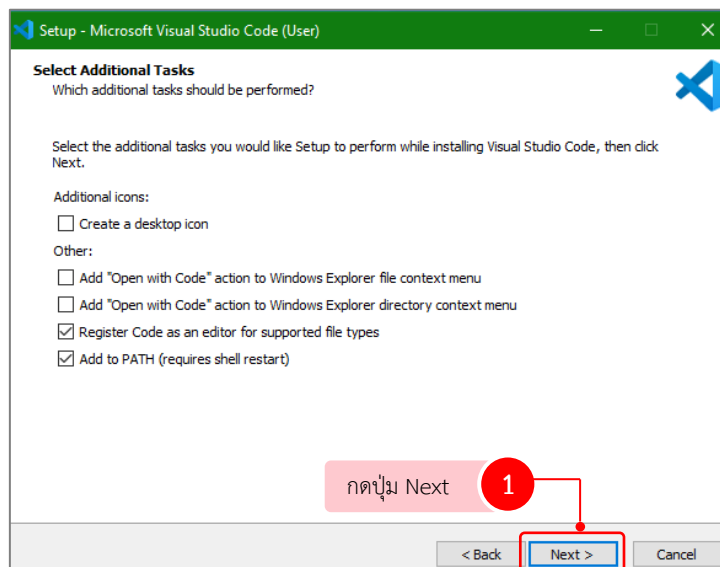 Setup - Microsoft Visual Studio Code (User)
Select Additional Tasks
Which additional tasks should be performed?
Select the additional tasks you would like Setup to perform while installing Visual Studio Code, then click
Next.
Additional icons:
Create a desktop icon
Other:
Add "Open with Code" action to Windows Explorer file context menu
Add "Open with Code" action to Windows Explorer directory context menu
Register Code as an editor for supported file types
Add to PATH (requires shell restart)
กดปุ่ม Next 1
< Back Next > Cancel